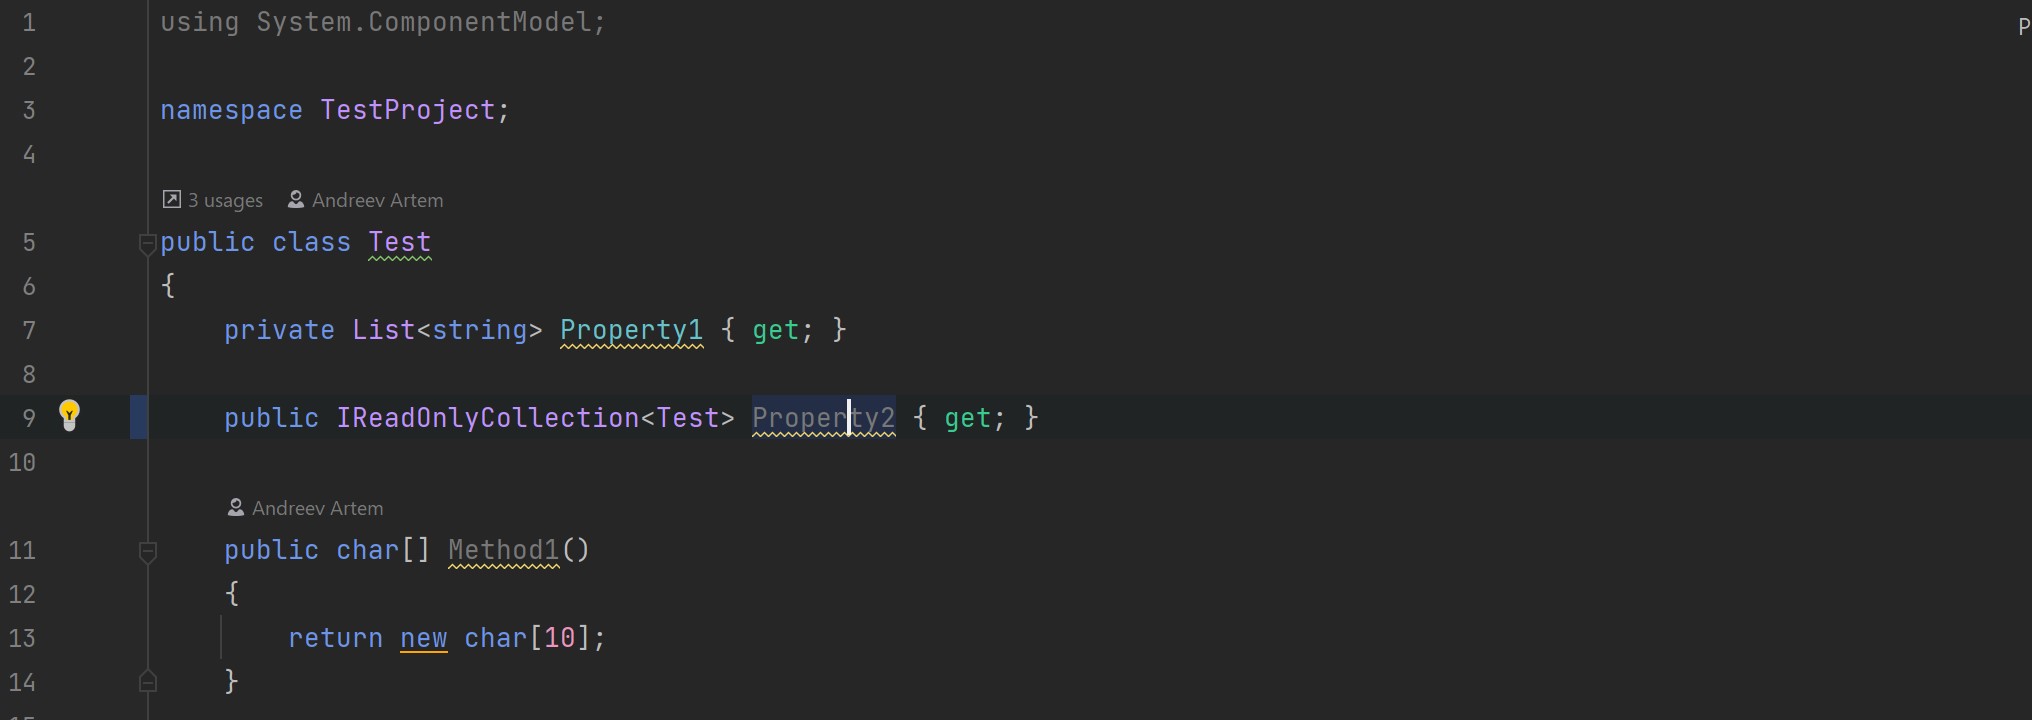 1 using System.ComponentModel; P
2
3 namespace TestProject;
4
3 usages Andreev Artem
5 public class Test
6 {
7 private List<string> Property1 { get; }
8
9 public IReadOnlyCollection<Test> Property2 { get; }
10
Andreev Artem
11 public char[] Method1()
12 {
13 return new char[10];
14 }